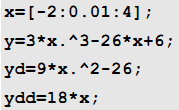 x=[-2:0.01:4];
y=3*x.^3-26*x+6;
yd=9*x.^2-26;
ydd=18*x;